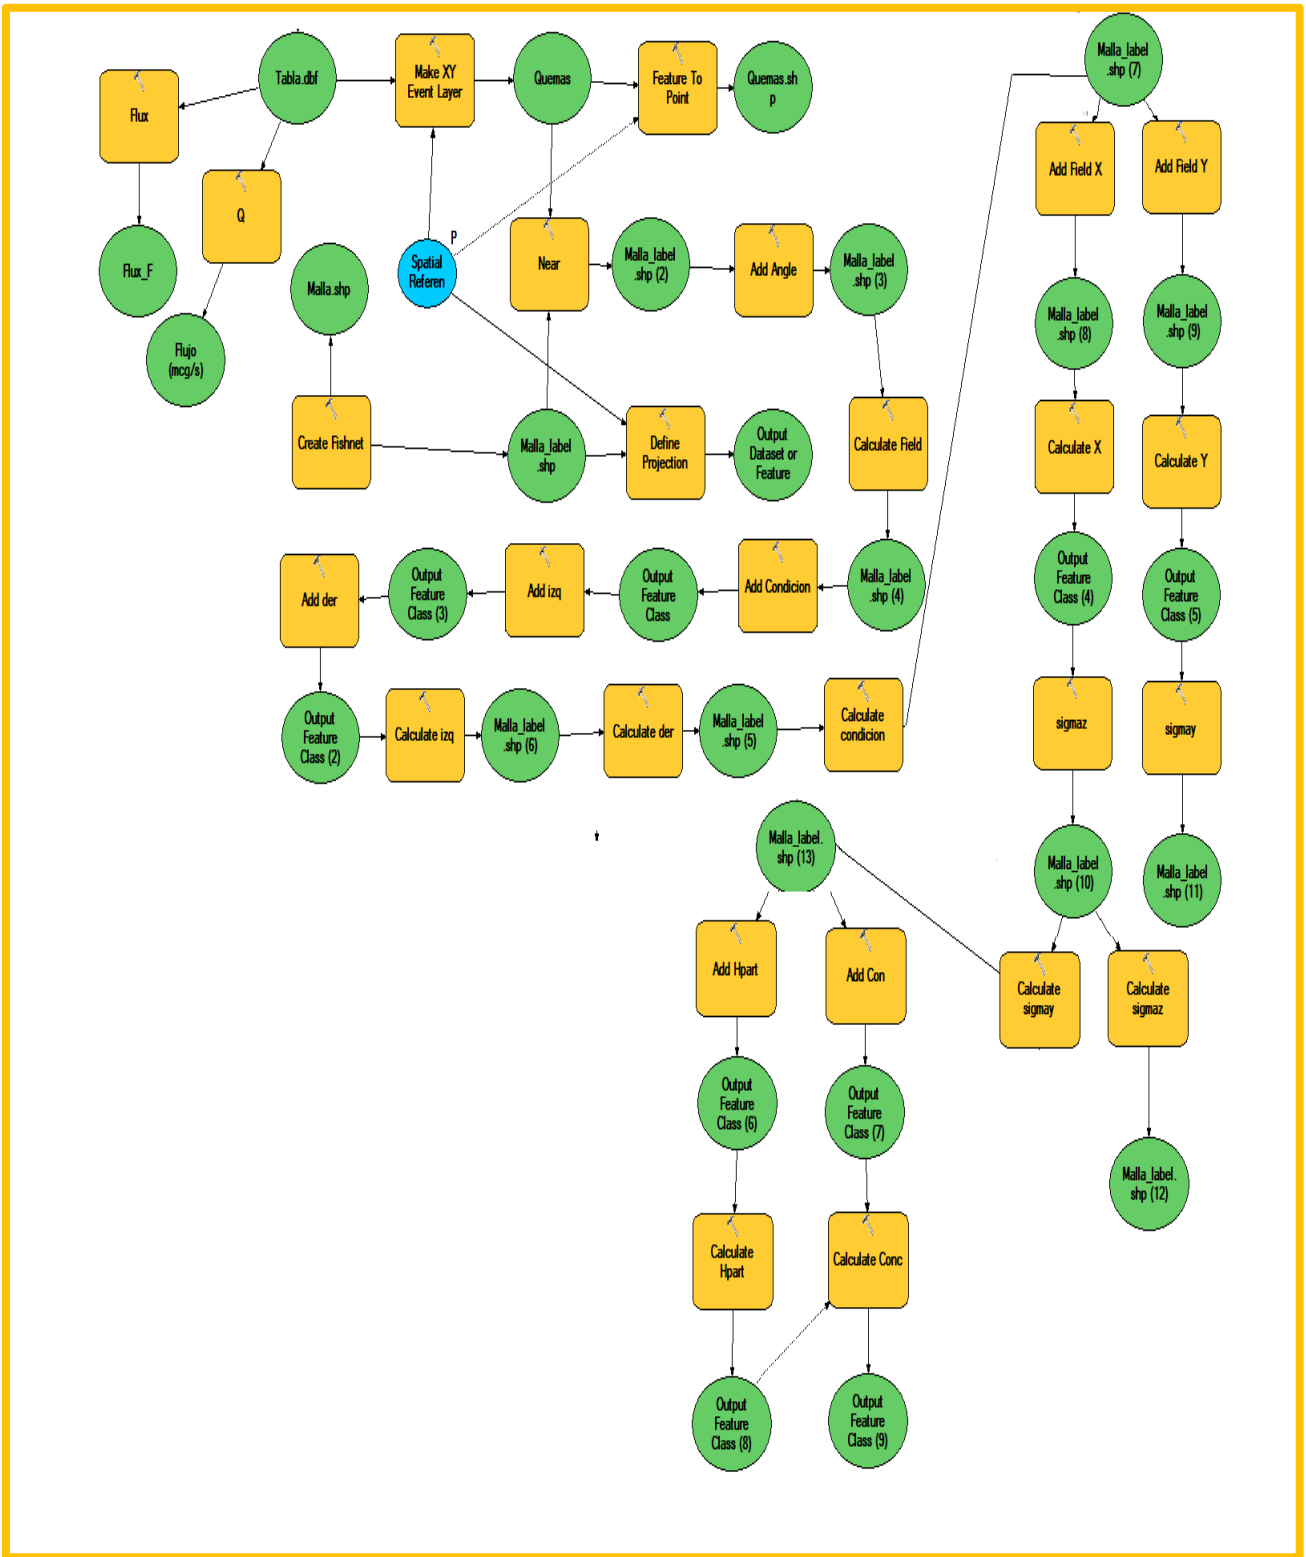 Tabla.dbf
Make XY
Event Layer
Quemas
Feature To
Point
Quemas.sh
p
Malla_label
.shp (7)
Flux
Q
Add Field X
Add Field Y
P
Flux_F
Malla.shp
Spatial
Referen
Near
Malla_label
.shp (2)
Add Angle
Malla_label
.shp (3)
Malla_label
.shp (8)
Malla_label
.shp (9)
Flujo
(mcg/s)
Create Fishnet
Malla_label
.shp
Define
Projection
Output
Dataset or
Feature
Calculate Field
Calculate X
Calculate Y
Add der
Output
Feature
Class (3)
Add izq
Output
Feature
Class
Add Condicion
Malla_label
.shp (4)
Output
Feature
Class (4)
Output
Feature
Class (5)
Output
Feature
Class (2)
Calculate izq
Malla_label
.shp (6)
Calculate der
Malla_label
.shp (5)
Calculate
condicion
sigmaz
sigmay
Malla_label.
shp (13)
Malla_label
.shp (10)
Malla_label
.shp (11)
Add Hpart
Add Con
Calculate
sigmay
Calculate
sigmaz
Output
Feature
Class (6)
Output
Feature
Class (7)
Malla_label.
shp (12)
Calculate
Hpart
Calculate Conc
Output
Feature
Class (8)
Output
Feature
Class (9)